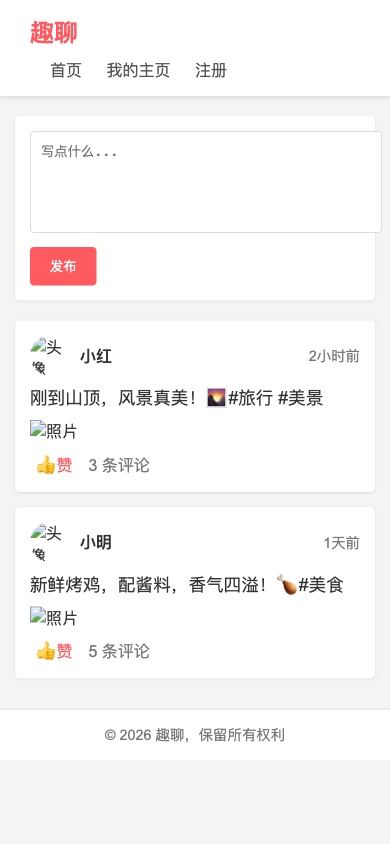 趣聊
首页 我的主页 注册
写点什么...
发布
头像
小红 2小时前
刚到山顶，风景真美！🌄#旅行 #美景
照片
👍赞 3 条评论
头像
小明 1天前
新鲜烤鸡，配酱料，香气四溢！🍗#美食
照片
👍赞 5 条评论
© 2026 趣聊，保留所有权利